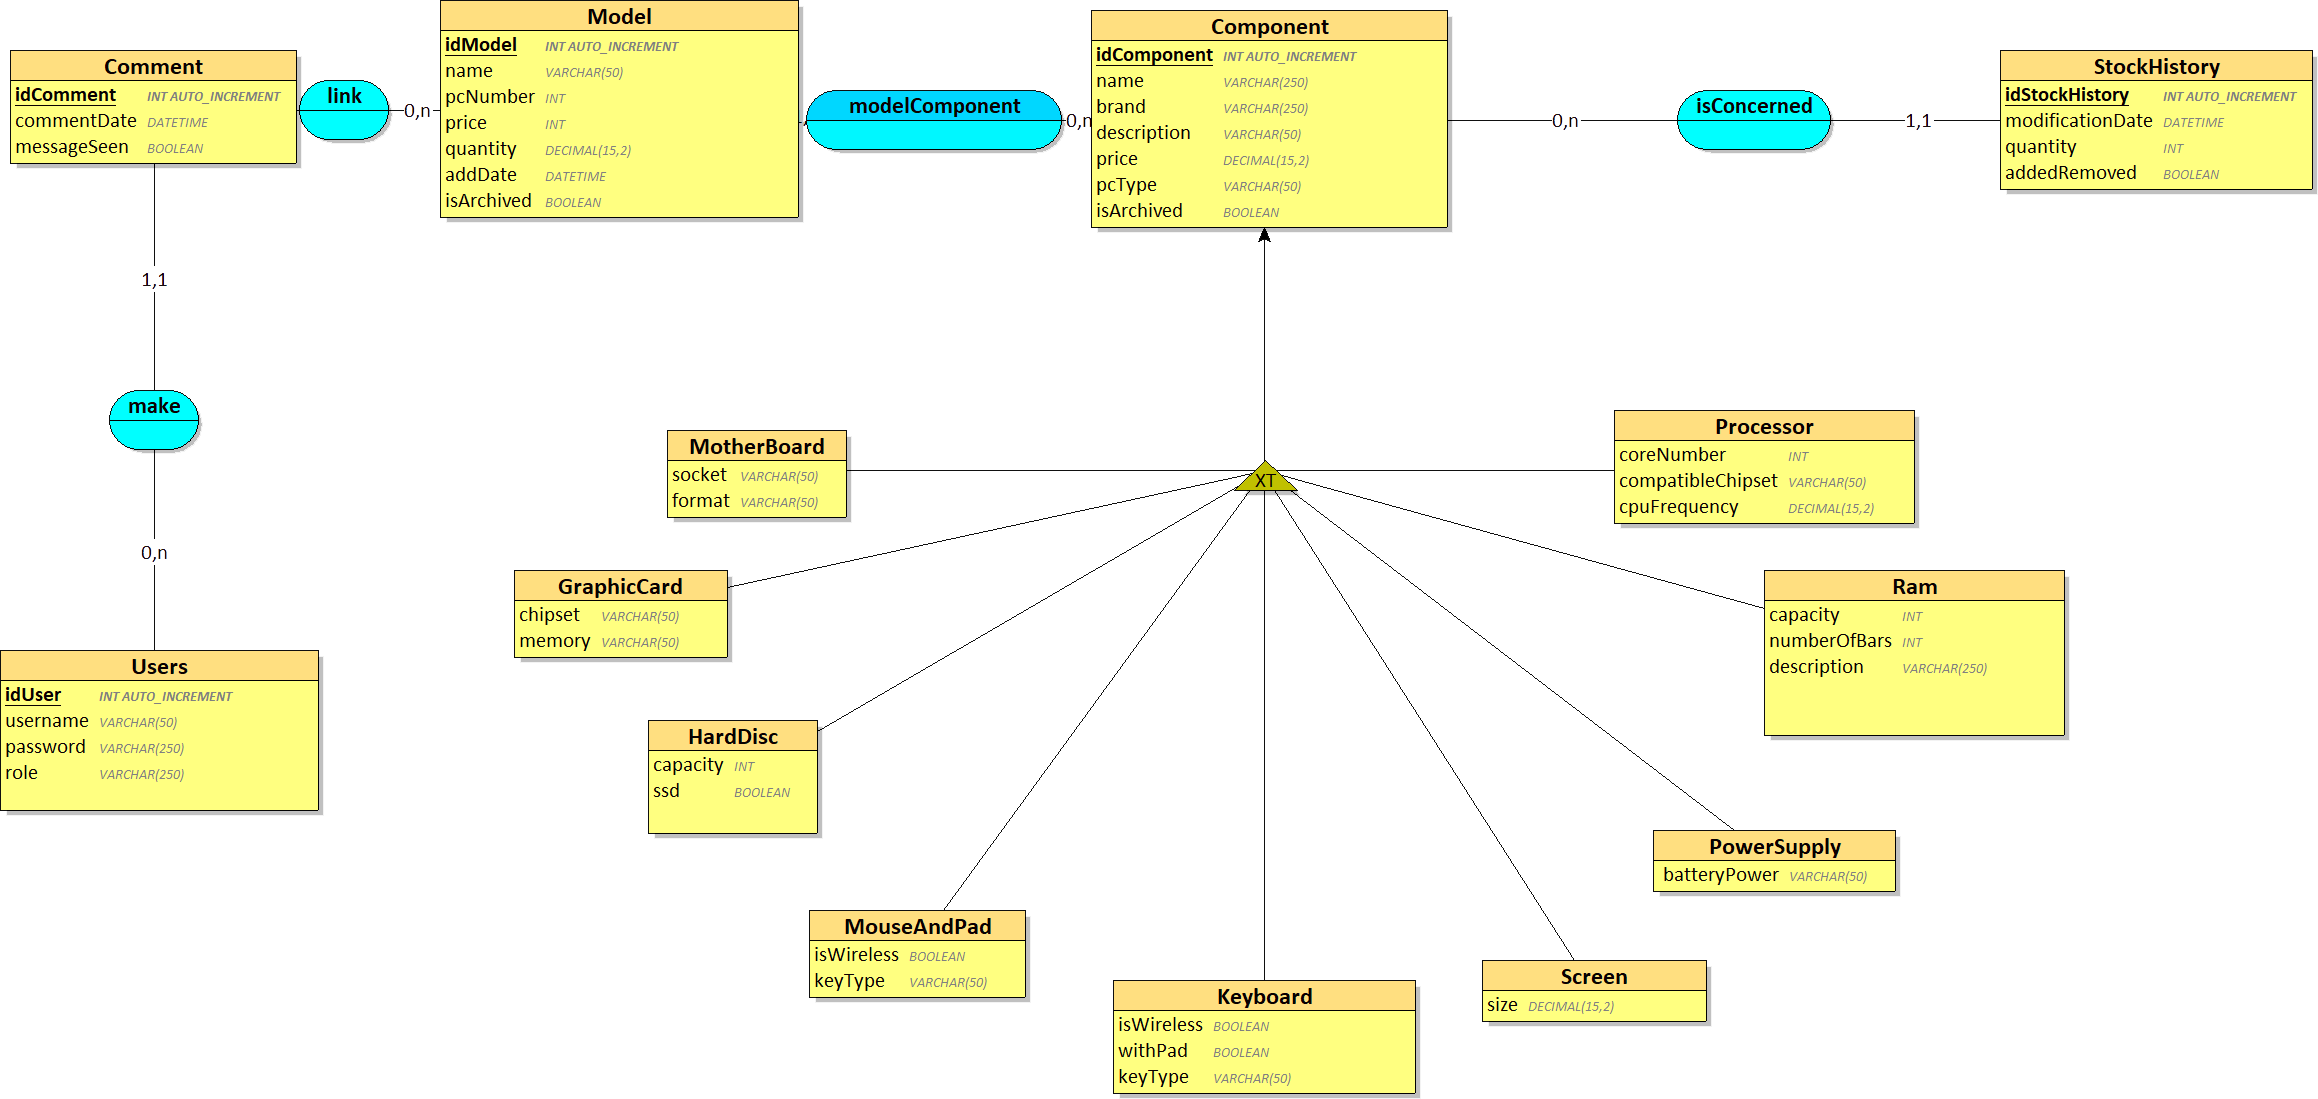 Comment
idComment INT AUTO_INCREMENT
commentDate DATETIME
messageSeen BOOLEAN
link
0,n
Model
idModel INT AUTO_INCREMENT
name VARCHAR(50)
pcNumber INT
price INT
quantity DECIMAL(15,2)
addDate DATETIME
isArchived BOOLEAN
modelComponent
0,n
Component
idComponent INT AUTO_INCREMENT
name VARCHAR(250)
brand VARCHAR(250)
description VARCHAR(50)
price DECIMAL(15,2)
pcType VARCHAR(50)
isArchived BOOLEAN
0,n
isConcerned
1,1
StockHistory
idStockHistory INT AUTO_INCREMENT
modificationDate DATETIME
quantity INT
addedRemoved BOOLEAN
1,1
make
0,n
Users
idUser INT AUTO_INCREMENT
username VARCHAR(50)
password VARCHAR(250)
role VARCHAR(250)
XT
MotherBoard
socket VARCHAR(50)
format VARCHAR(50)
Processor
coreNumber INT
compatibleChipset VARCHAR(50)
cpuFrequency DECIMAL(15,2)
GraphicCard
chipset VARCHAR(50)
memory VARCHAR(50)
Ram
capacity INT
numberOfBars INT
description VARCHAR(250)
HardDisc
capacity INT
ssd BOOLEAN
PowerSupply
batteryPower VARCHAR(50)
MouseAndPad
isWireless BOOLEAN
keyType VARCHAR(50)
Keyboard
isWireless BOOLEAN
withPad BOOLEAN
keyType VARCHAR(50)
Screen
size DECIMAL(15,2)